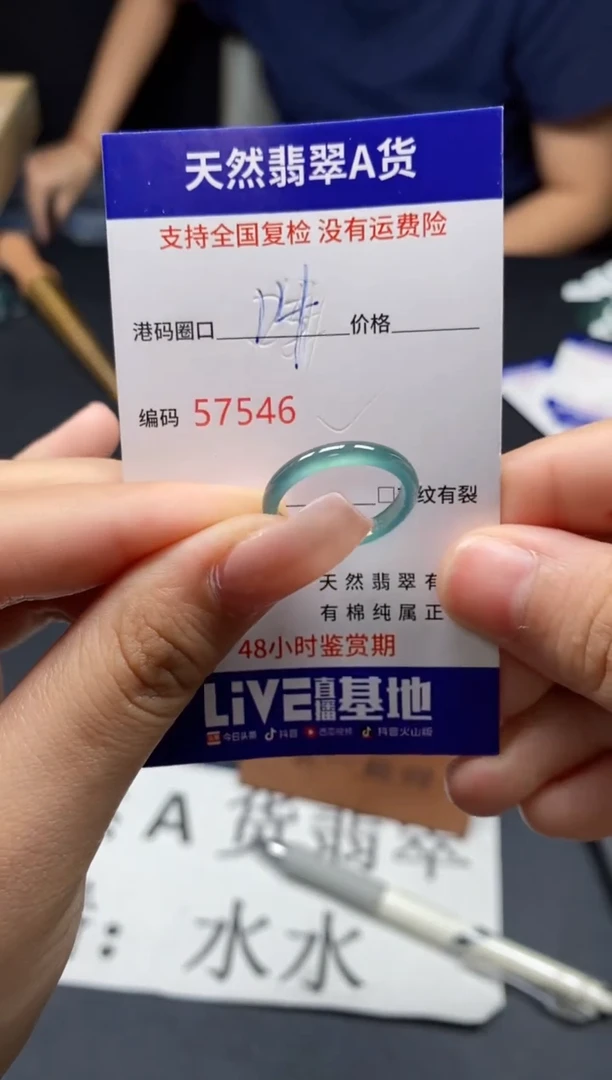 天然翡翠A货
支持全国复检 没有运费险
港码圈口 价格
编码 57546
纹有裂
天然翡翠有
有棉纯属正
48小时鉴赏期
LiVE直播基地
今日头条 抖音 西瓜视频 抖音火山版
A货翡翠
：水水